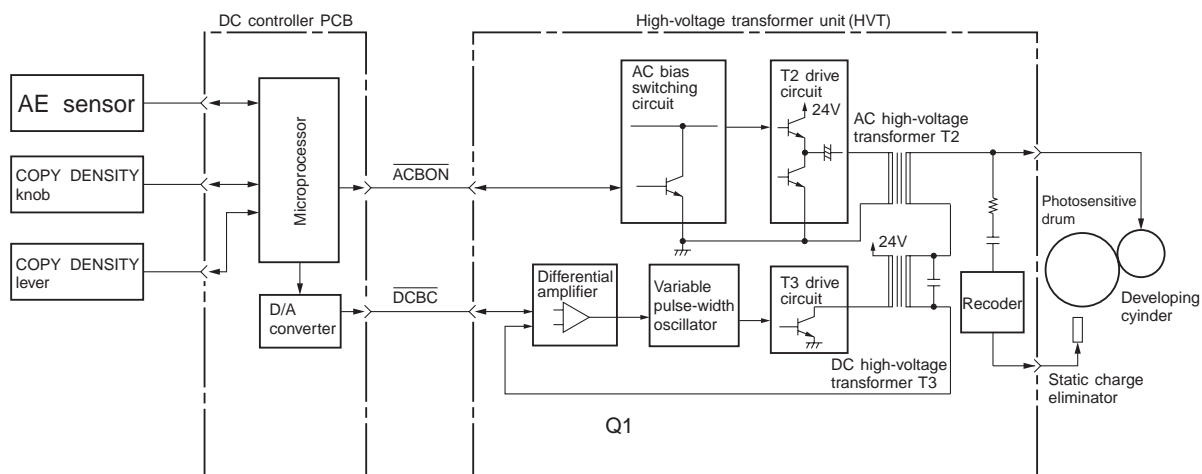 DC controller PCB
High-voltage transformer unit (HVT)
AE sensor
COPY DENSITY
knob
COPY DENSITY
lever
Microprocessor
D/A
converter
ACBON
DCBC
AC bias
switching
circuit
T2 drive
circuit
24V
AC high-voltage
transformer T2
Differential
amplifier
Variable
pulse-width
oscillator
T3 drive
circuit
24V
DC high-voltage
transformer T3
Recoder
Photosensitive
drum
Developing
cyinder
Static charge
eliminator
Q1